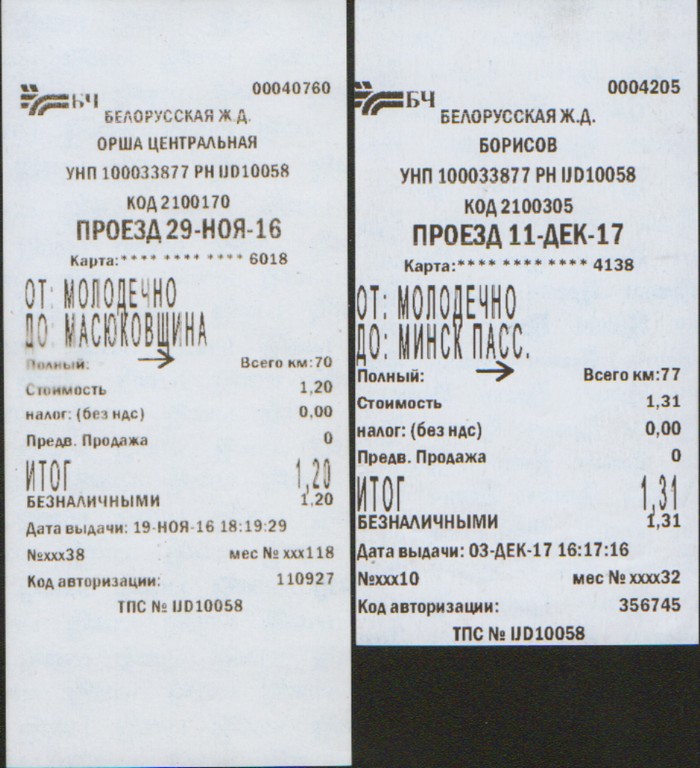 00040760
БЧ
БЕЛОРУССКАЯ Ж.Д.
ОРША ЦЕНТРАЛЬНАЯ
УНП 100033877 РН IJD10058
КОД 2100170
ПРОЕЗД 29-НОЯ-16
Карта:**** **** **** 6018
ОТ: МОЛОДЕЧНО
ДО: МАСЮКОВЩИНА
Полный: Всего км:70
Стоимость 1,20
налог: (без ндс) 0,00
Предв. Продажа 0
ИТОГ 1,20
БЕЗНАЛИЧНЫМИ 1,20
Дата выдачи: 19-НОЯ-16 18:19:29
№xxx38 мес № xxx118
Код авторизации: 110927
ТПС № IJD10058
0004205
БЧ
БЕЛОРУССКАЯ Ж.Д.
БОРИСОВ
УНП 100033877 РН IJD10058
КОД 2100305
ПРОЕЗД 11-ДЕК-17
Карта:**** **** **** 4138
ОТ: МОЛОДЕЧНО
ДО: МИНСК ПАСС.
Полный: Всего км:77
Стоимость 1,31
налог: (без ндс) 0,00
Предв. Продажа 0
ИТОГ 1,31
БЕЗНАЛИЧНЫМИ 1,31
Дата выдачи: 03-ДЕК-17 16:17:16
№xxx10 мес № xxxx32
Код авторизации: 356745
ТПС № IJD10058